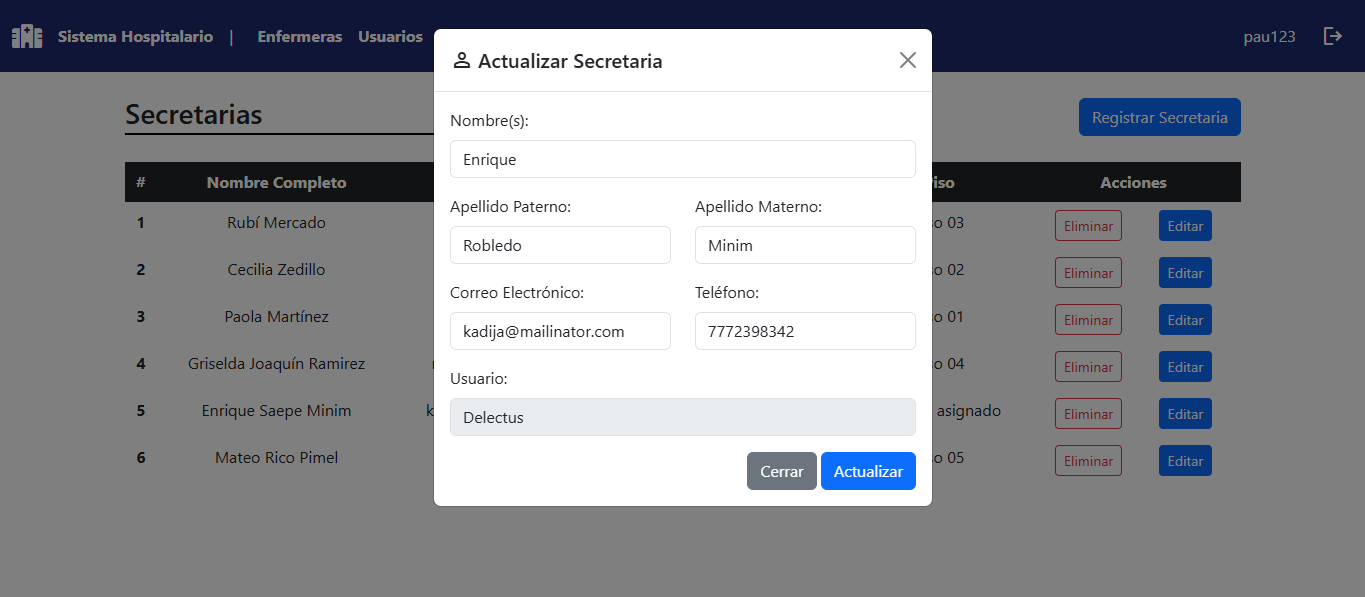 Sistema Hospitalario | Enfermeras Usuarios pau123
Actualizar Secretaria
Secretarias
Registrar Secretaria
Nombre(s):
Enrique
# Nombre Completo Acciones
Apellido Paterno: Apellido Materno:
1 Rubí Mercado 03 Eliminar Editar
Robledo Minim
2 Cecilia Zedillo 02 Eliminar Editar
Correo Electrónico: Teléfono:
3 Paola Martínez 01 Eliminar Editar
kadija@mailinator.com 7772398342
4 Griselda Joaquín Ramirez 04 Eliminar Editar
Usuario:
5 Enrique Saepe Minim asignado Eliminar Editar
Delectus
6 Mateo Rico Pimel 05 Eliminar Editar
Cerrar Actualizar